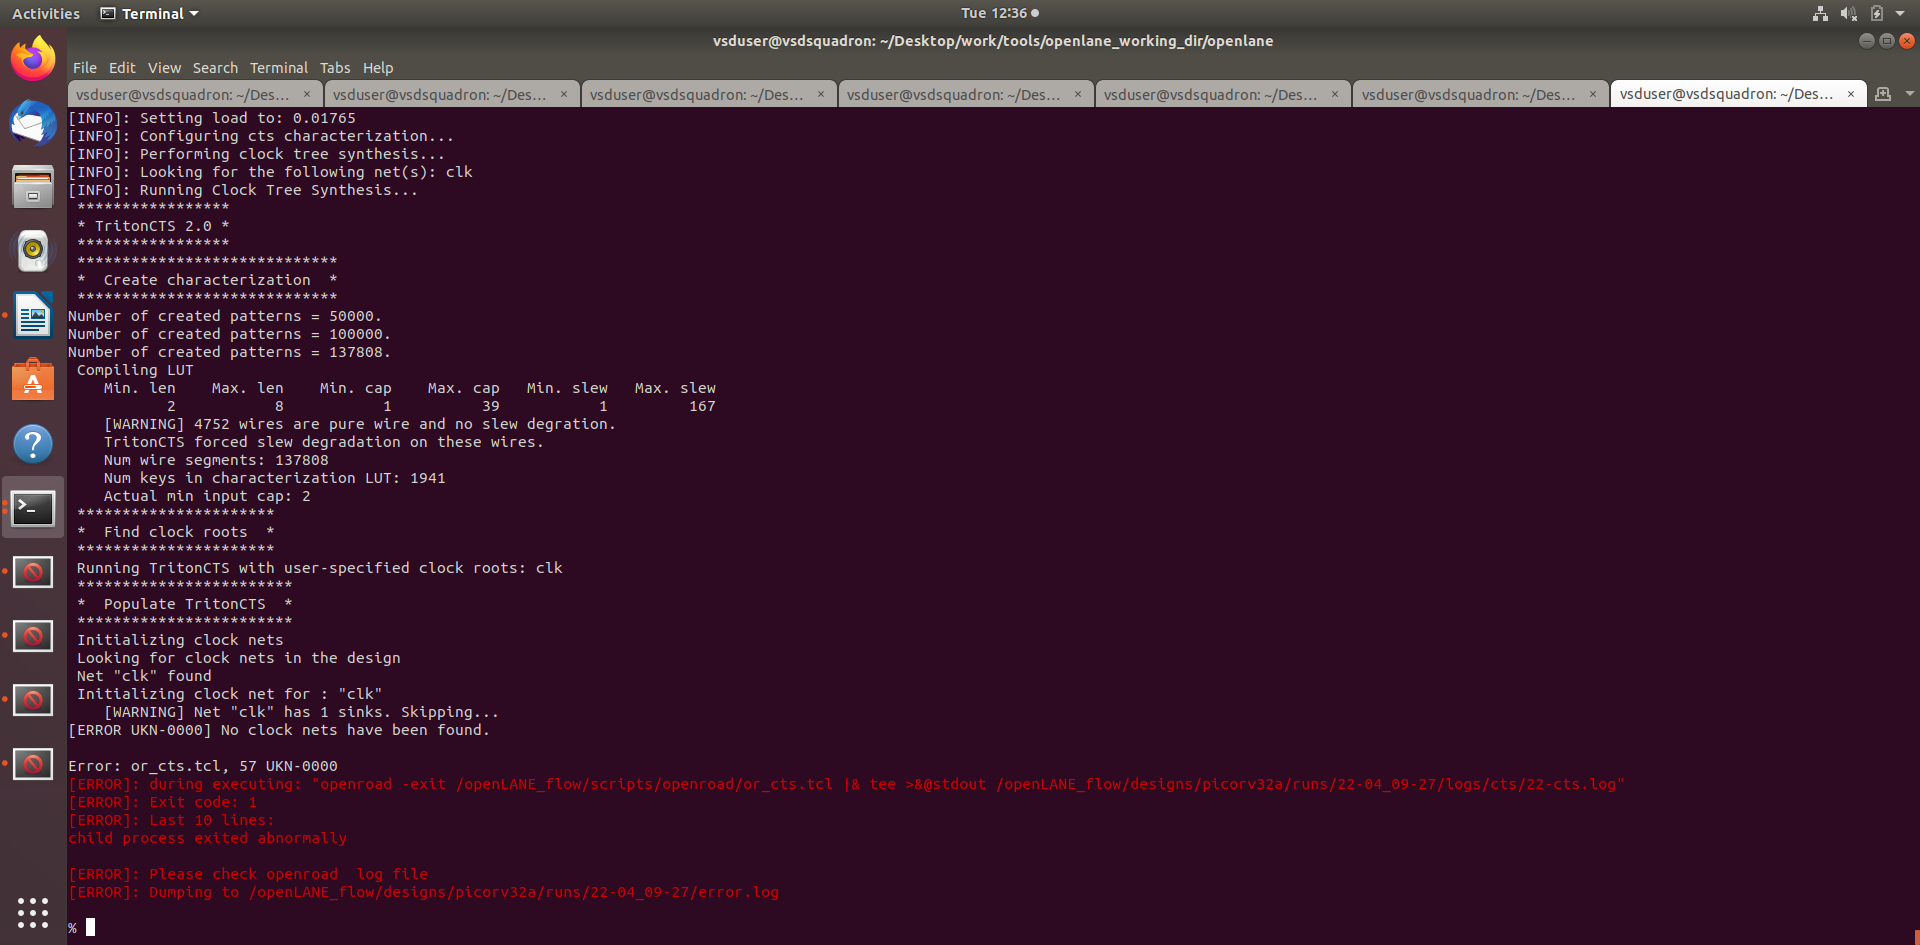 Activities Terminal Tue 12:36
vsduser@vsdsquadron: ~/Desktop/work/tools/openlane_working_dir/openlane
File Edit View Search Terminal Tabs Help
vsduser@vsdsquadron: ~/Des... × vsduser@vsdsquadron: ~/Des... × vsduser@vsdsquadron: ~/Des... × vsduser@vsdsquadron: ~/Des... × vsduser@vsdsquadron: ~/Des... × vsduser@vsdsquadron: ~/Des... × vsduser@vsdsquadron: ~/Des... ×
[INFO]: Setting load to: 0.01765
[INFO]: Configuring cts characterization...
[INFO]: Performing clock tree synthesis...
[INFO]: Looking for the following net(s): clk
[INFO]: Running Clock Tree Synthesis...
*****************
* TritonCTS 2.0 *
*****************
*****************************
*  Create characterization  *
*****************************
Number of created patterns = 50000.
Number of created patterns = 100000.
Number of created patterns = 137808.
Compiling LUT
Min. len    Max. len    Min. cap    Max. cap   Min. slew   Max. slew
2           8           1          39           1         167
[WARNING] 4752 wires are pure wire and no slew degration.
TritonCTS forced slew degradation on these wires.
Num wire segments: 137808
Num keys in characterization LUT: 1941
Actual min input cap: 2
**********************
*  Find clock roots  *
**********************
Running TritonCTS with user-specified clock roots: clk
************************
*  Populate TritonCTS  *
************************
Initializing clock nets
Looking for clock nets in the design
Net "clk" found
Initializing clock net for : "clk"
[WARNING] Net "clk" has 1 sinks. Skipping...
[ERROR UKN-0000] No clock nets have been found.
Error: or_cts.tcl, 57 UKN-0000
[ERROR]: during executing: "openroad -exit /openLANE_flow/scripts/openroad/or_cts.tcl |& tee >&@stdout /openLANE_flow/designs/picorv32a/runs/22-04_09-27/logs/cts/22-cts.log"
[ERROR]: Exit code: 1
[ERROR]: Last 10 lines:
child process exited abnormally
[ERROR]: Please check openroad  log file
[ERROR]: Dumping to /openLANE_flow/designs/picorv32a/runs/22-04_09-27/error.log
%